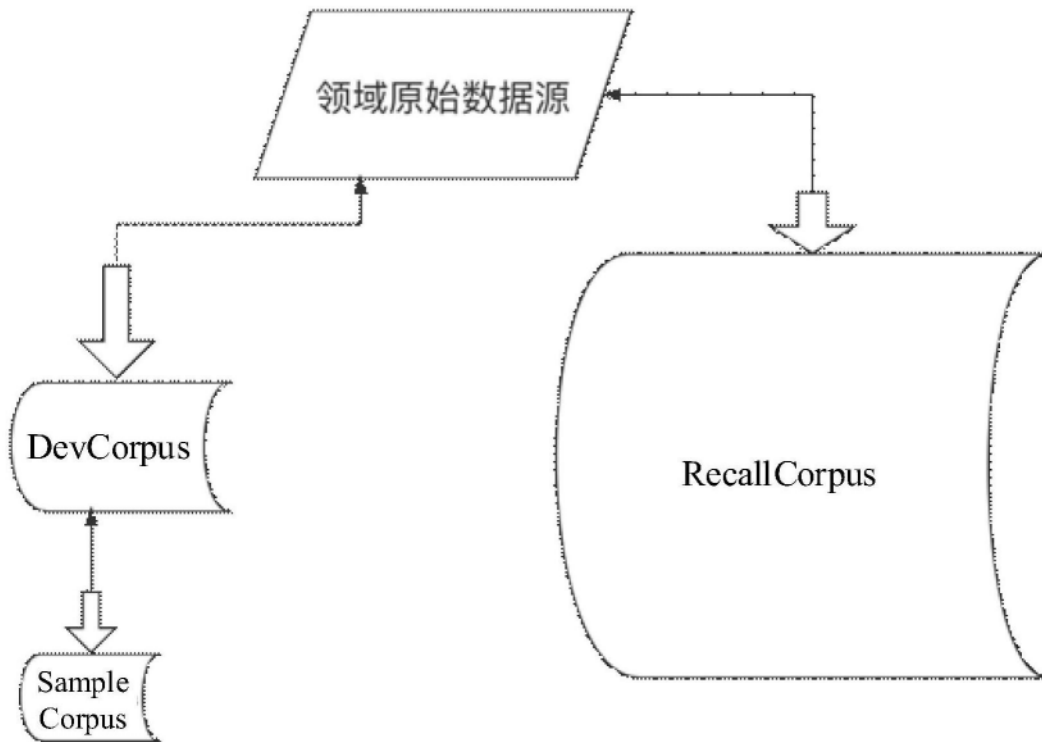 领域原始数据源
DevCorpus
RecallCorpus
Sample
Corpus